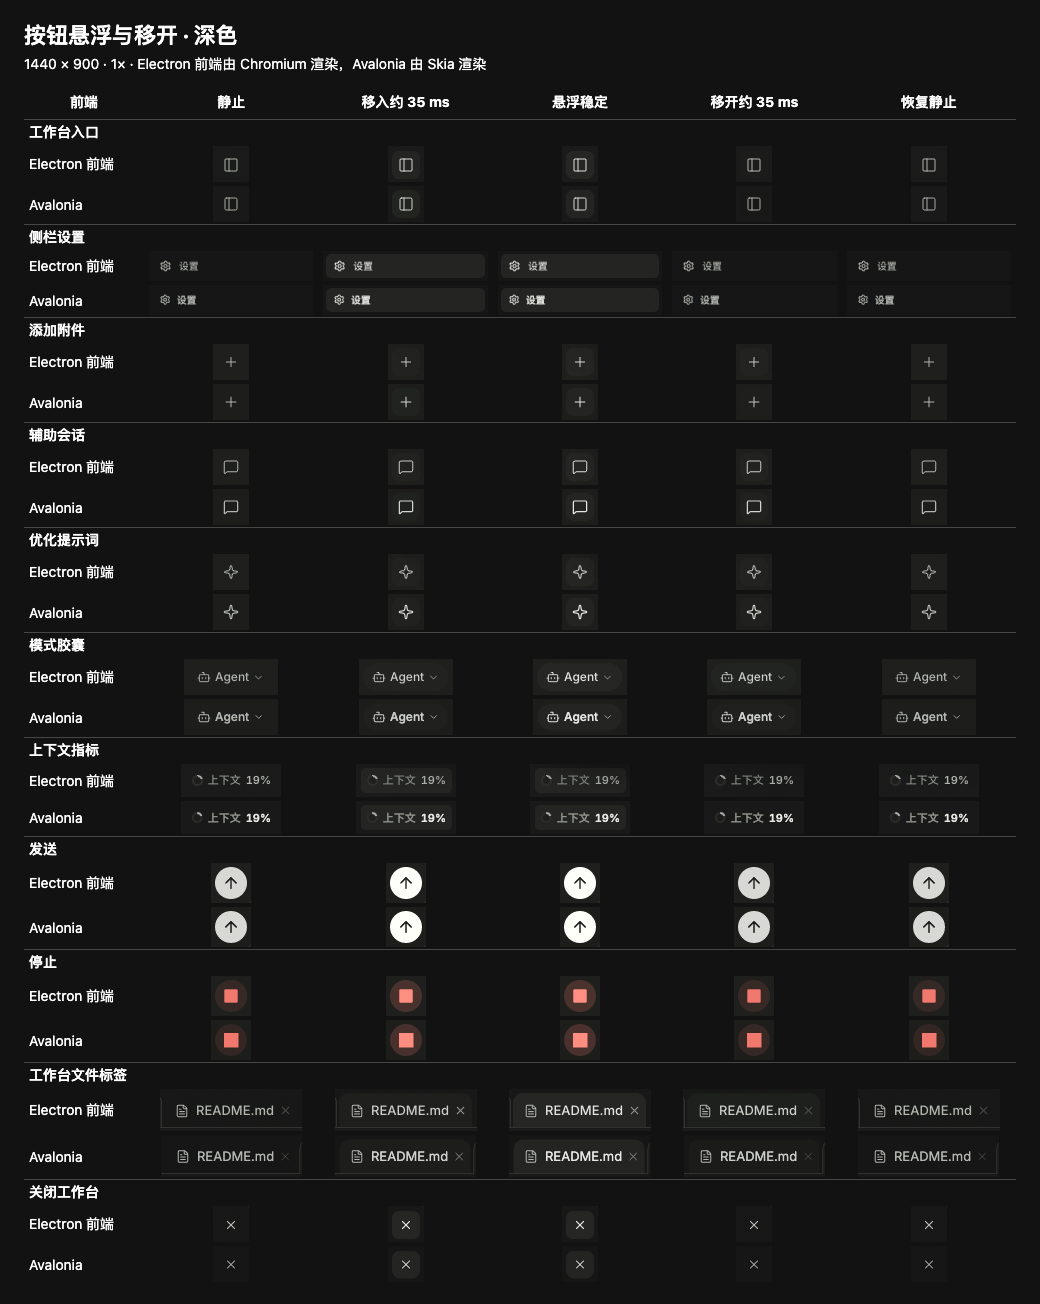 按钮悬浮与移开 · 深色
1440 × 900 · 1× · Electron 前端由 Chromium 渲染，Avalonia 由 Skia 渲染
前端 静止 移入约 35 ms 悬浮稳定 移开约 35 ms 恢复静止
工作台入口
Electron 前端
Avalonia
侧栏设置
Electron 前端 设置 设置 设置 设置 设置
Avalonia 设置 设置 设置 设置 设置
添加附件
Electron 前端
Avalonia
辅助会话
Electron 前端
Avalonia
优化提示词
Electron 前端
Avalonia
模式胶囊
Electron 前端 Agent Agent Agent Agent Agent
Avalonia Agent Agent Agent Agent Agent
上下文指标
Electron 前端 上下文 19% 上下文 19% 上下文 19% 上下文 19% 上下文 19%
Avalonia 上下文 19% 上下文 19% 上下文 19% 上下文 19% 上下文 19%
发送
Electron 前端
Avalonia
停止
Electron 前端
Avalonia
工作台文件标签
Electron 前端 README.md README.md README.md README.md README.md
Avalonia README.md README.md README.md README.md README.md
关闭工作台
Electron 前端
Avalonia